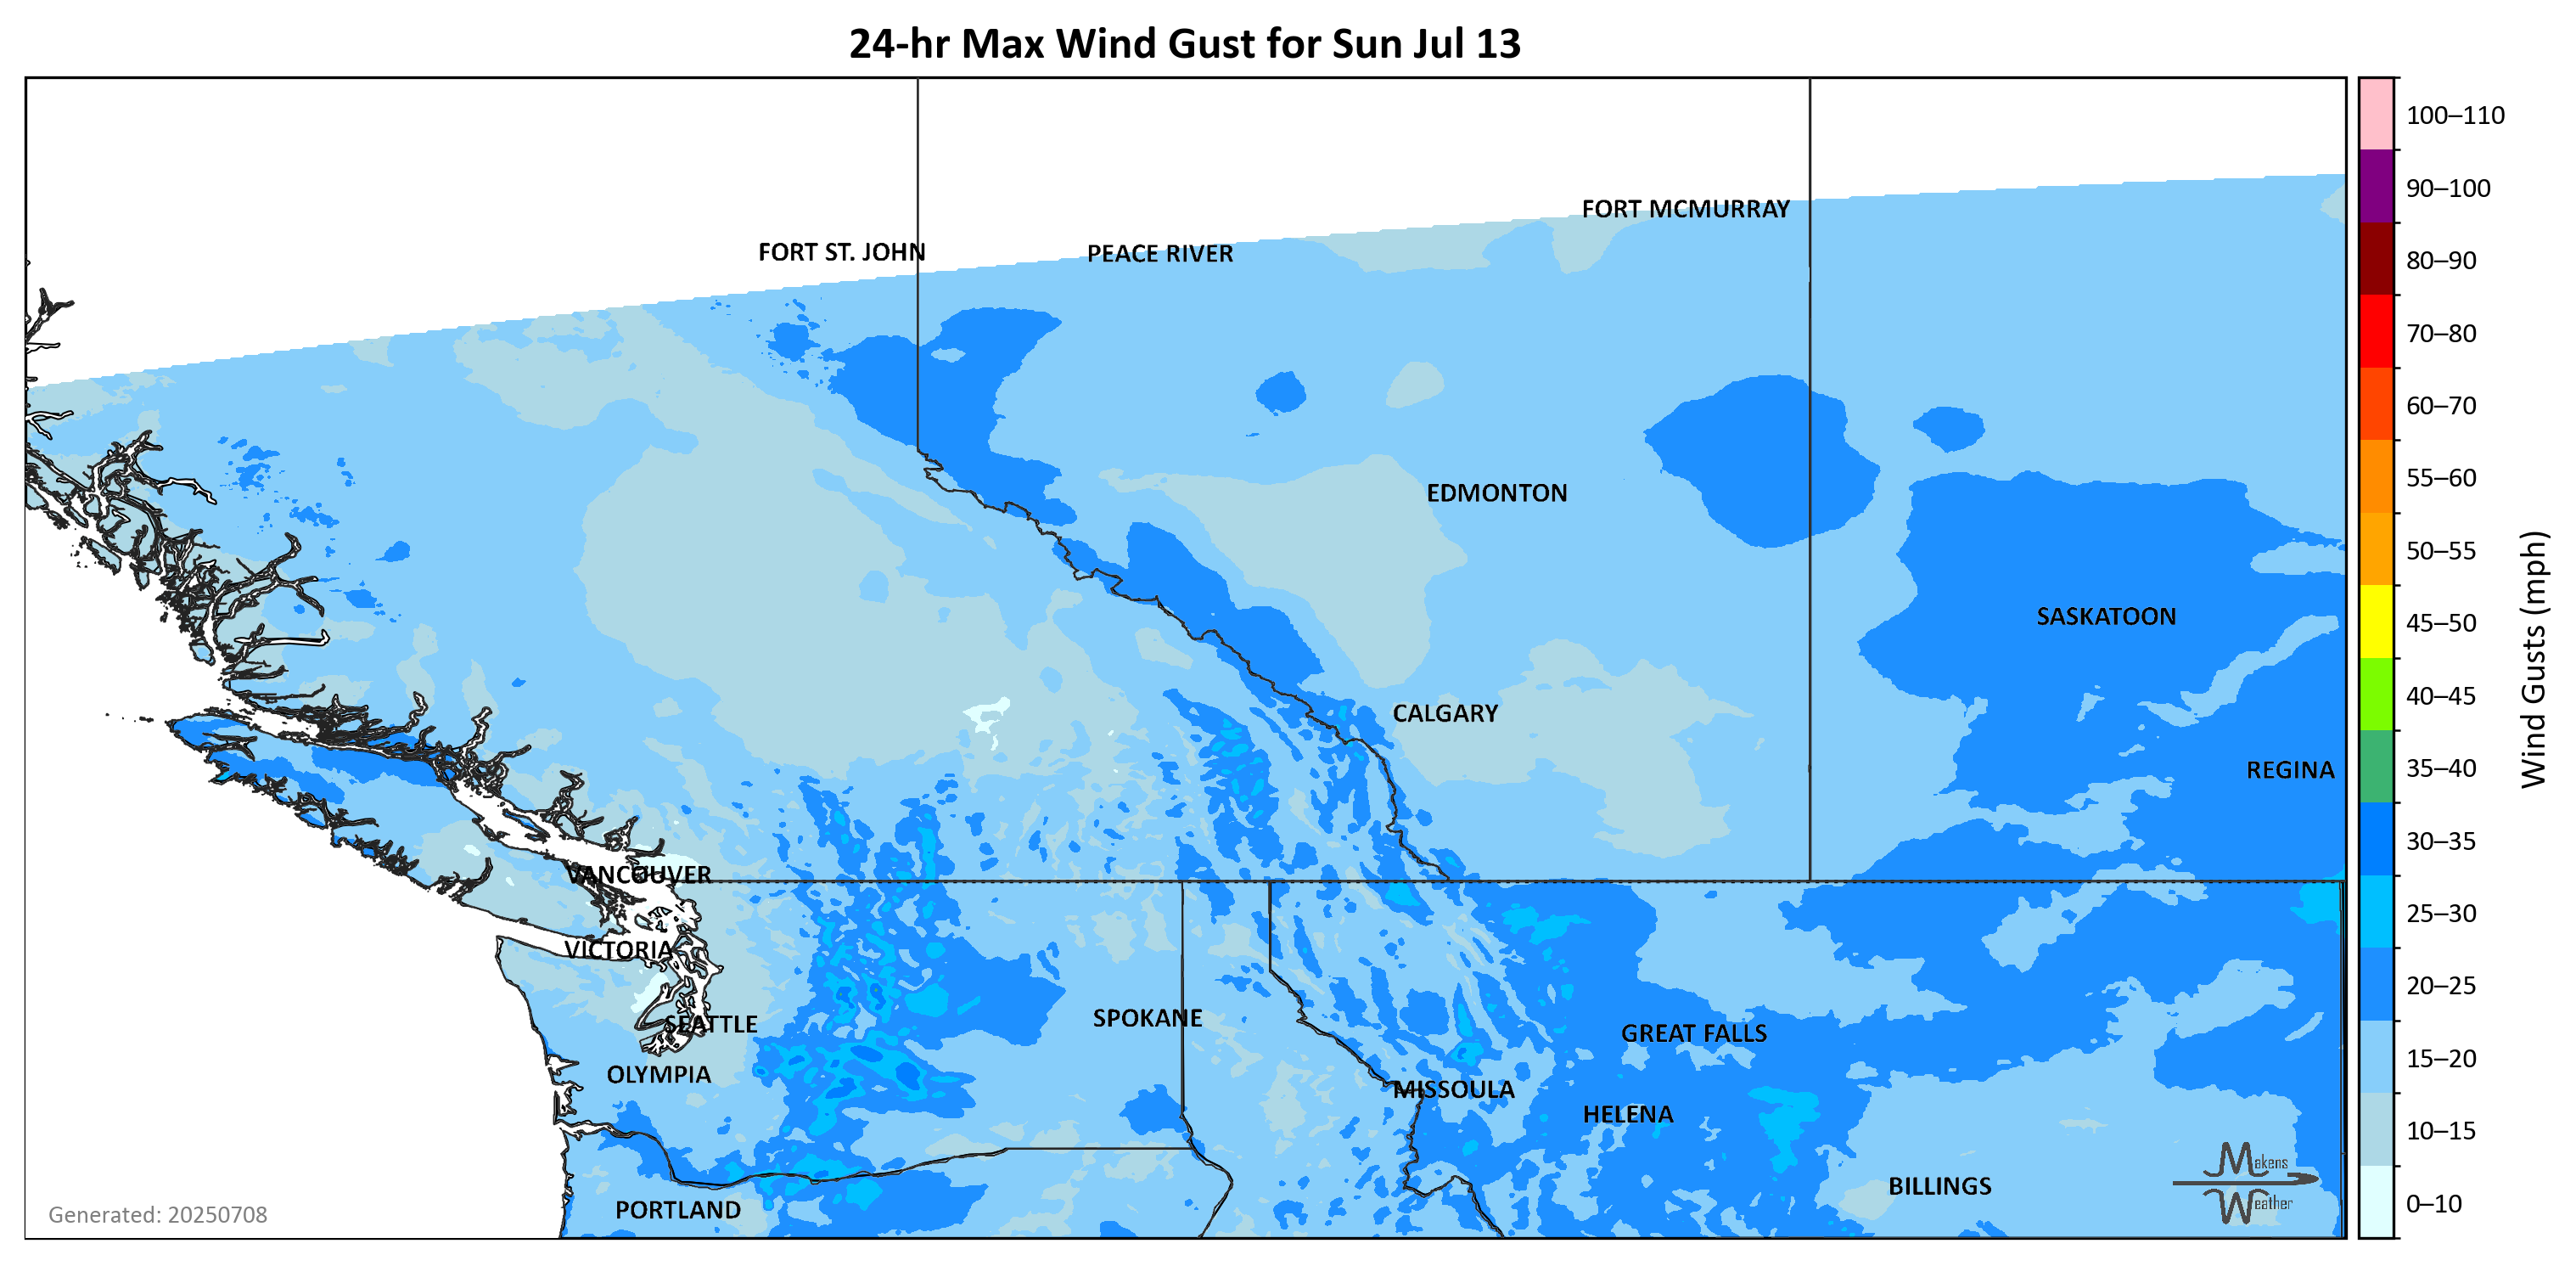 24-hr Max Wind Gust for Sun Jul 13
FORT MCMURRAY
FORT ST. JOHN
PEACE RIVER
EDMONTON
SASKATOON
CALGARY
REGINA
VANCOUVER
VICTORIA
SPOKANE
SEATTLE
GREAT FALLS
OLYMPIA
MISSOULA
HELENA
BILLINGS
PORTLAND
Makens
Weather
Generated: 20250708
100–110
90–100
80–90
70–80
60–70
55–60
50–55
45–50
40–45
35–40
30–35
25–30
20–25
15–20
10–15
0–10
Wind Gusts (mph)